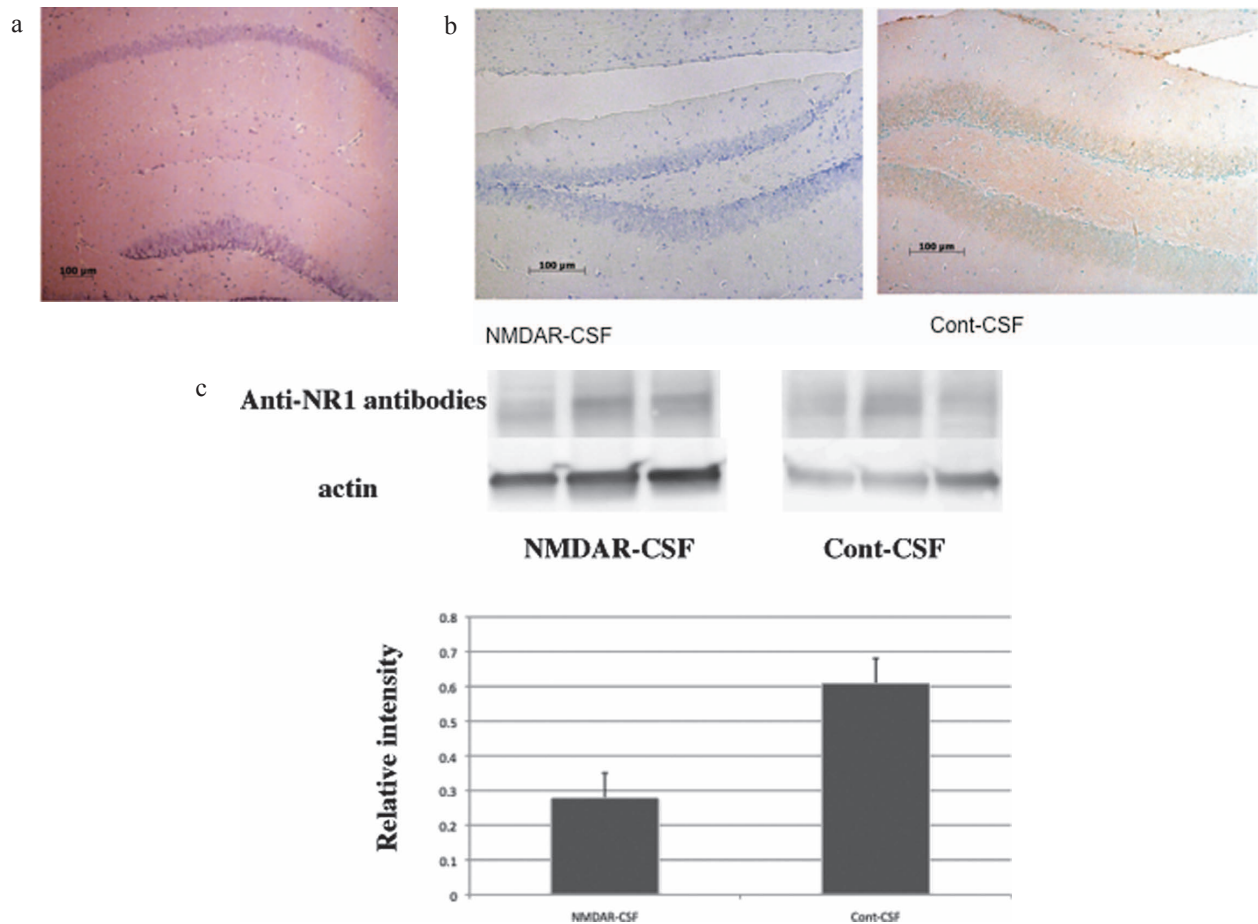 a
b
100 µm
100 µm
100 µm
NMDAR-CSF
Cont-CSF
c
Anti-NR1 antibodies
actin
NMDAR-CSF
Cont-CSF
Relative intensity
0.8
0.7
0.6
0.5
0.4
0.3
0.2
0.1
0
NMDAR-CSF
Cont-CSF